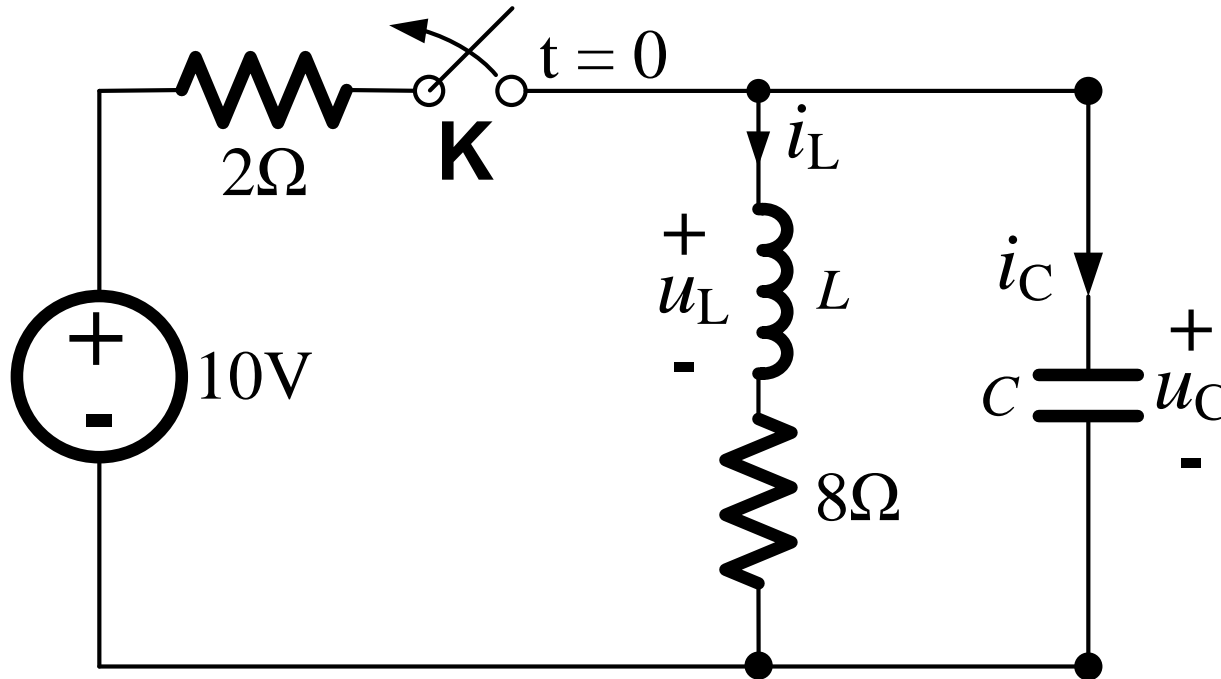 t = 0
K
2Ω
i_L
+
u_L
-
L
i_C
+
10V
-
C
+
u_C
-
8Ω